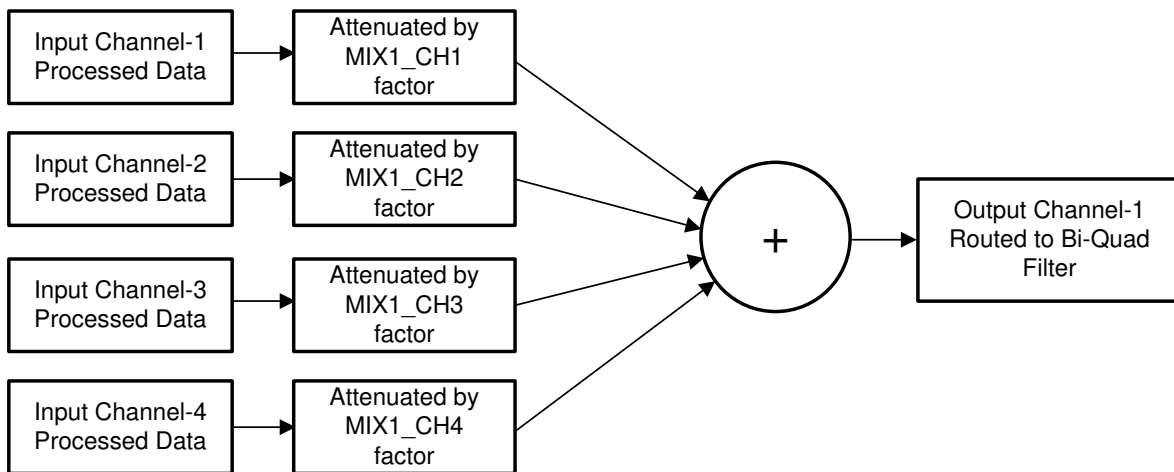 Input Channel-1
Processed Data
Attenuated by
MIX1_CH1
factor
Input Channel-2
Processed Data
Attenuated by
MIX1_CH2
factor
Input Channel-3
Processed Data
Attenuated by
MIX1_CH3
factor
Input Channel-4
Processed Data
Attenuated by
MIX1_CH4
factor
+
Output Channel-1
Routed to Bi-Quad
Filter